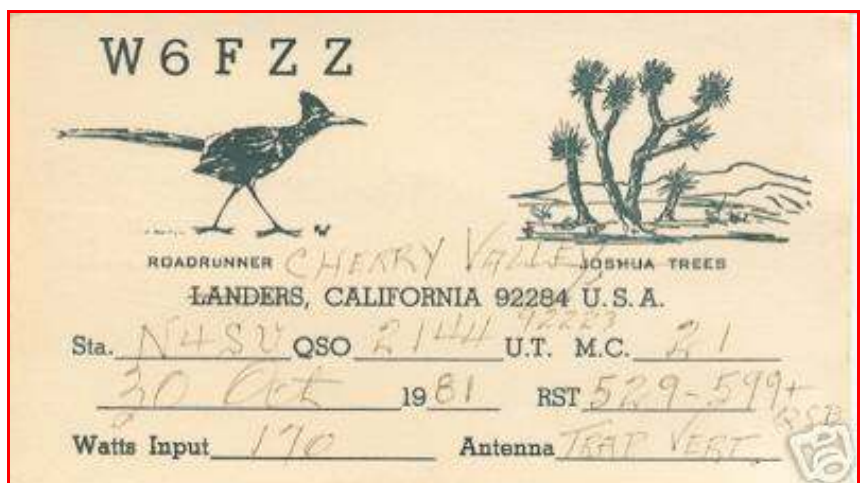 W6FZZ
ROADRUNNER CHERRY VALLEY JOSHUA TREES
LANDERS, CALIFORNIA 92284 U.S.A.
92223
Sta. N4SU QSO 2144 U.T. M.C. 21
30 Oct 1981 RST 529-599+
Watts Input 170 Antenna TRAP VERT.